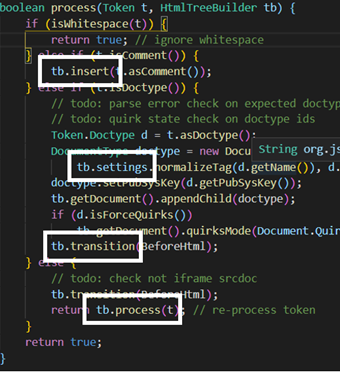 boolean process(Token t, HtmlTreeBuilder tb) {
if (isWhitespace(t)) {
return true; // ignore whitespace
} else if (t.isComment()) {
tb.insert(t.asComment());
} else if (t.isDoctype()) {
// todo: parse error check on expected doctyp
// todo: quirk state check on doctype ids
Token.Doctype d = t.asDoctype();
DocumentType doctype = new Docu
String org.js
tb.settings.normalizeTag(d.getName()), d.
doctype.setPubSysKey(d.getPubSysKey());
tb.getDocument().appendChild(doctype);
if (d.isForceQuirks())
tb.getDocument().quirksMode(Document.Quir
tb.transition(BeforeHtml);
} else {
// todo: check not iframe srcdoc
tb.transition(BeforeHtml);
return tb.process(t); // re-process token
}
return true;
}